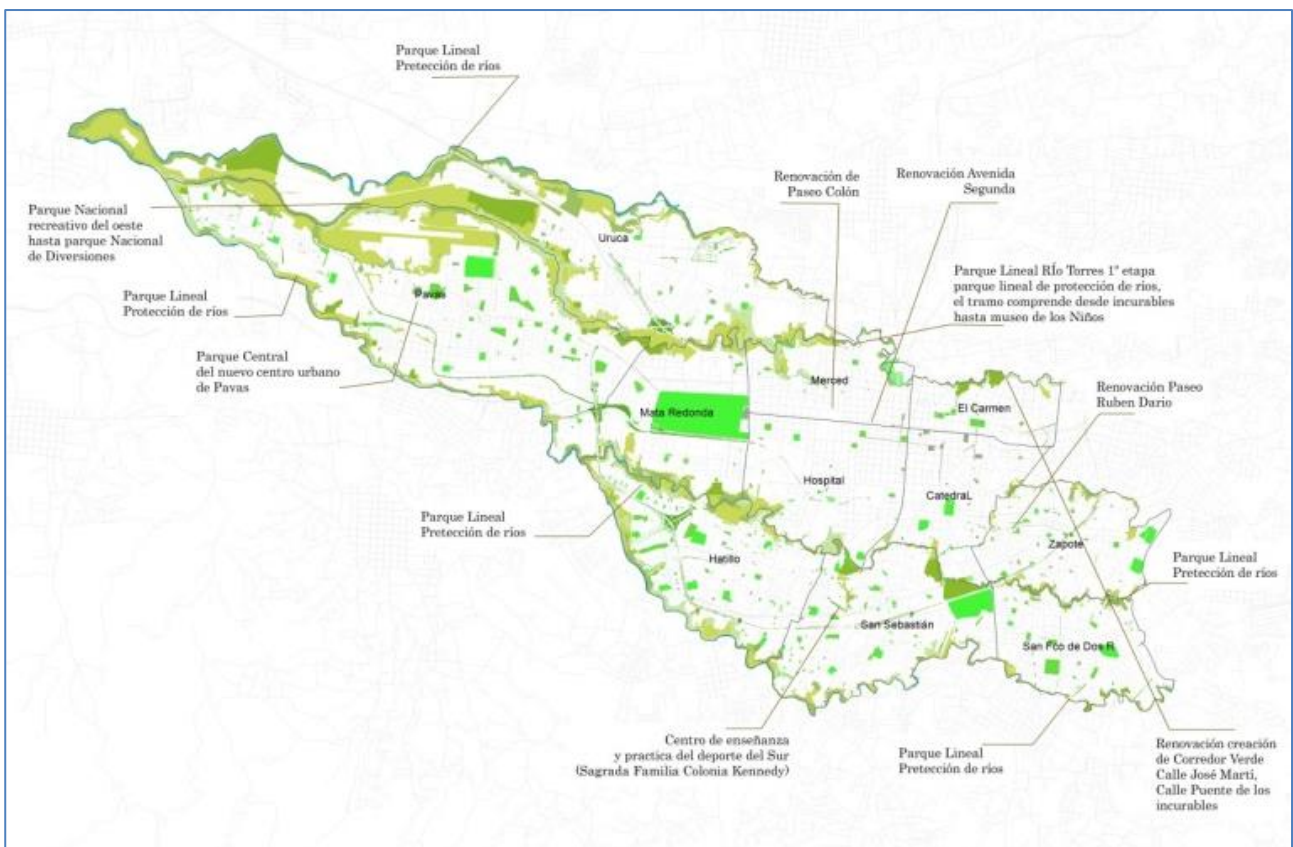 Parque Lineal
Pretección de ríos
Renovación de
Paseo Colón
Renovación Avenida
Segunda
Parque Nacional
recreativo del oeste
hasta parque Nacional
de Diversiones
Uruca
Parque Lineal RÍo Torres 1ª etapa
parque lineal de protección de ríos,
el tramo comprende desde incurables
hasta museo de los Niños
Parque Lineal
Protección de ríos
Pavas
Parque Central
del nuevo centro urbano
de Pavas
Merced
Renovación Paseo
Ruben Dario
Mata Redonda
El Carmen
Hospital
CatedraL
Parque Lineal
Pretección de ríos
Zapote
Hatillo
Parque Lineal
Pretección de ríos
San Sebastián
San Fco de Dos R
Centro de enseñanza
y practica del deporte del Sur
(Sagrada Familia Colonia Kennedy)
Parque Lineal
Pretección de ríos
Renovación creación
de Corredor Verde
Calle José Martí,
Calle Puente de los
incurables